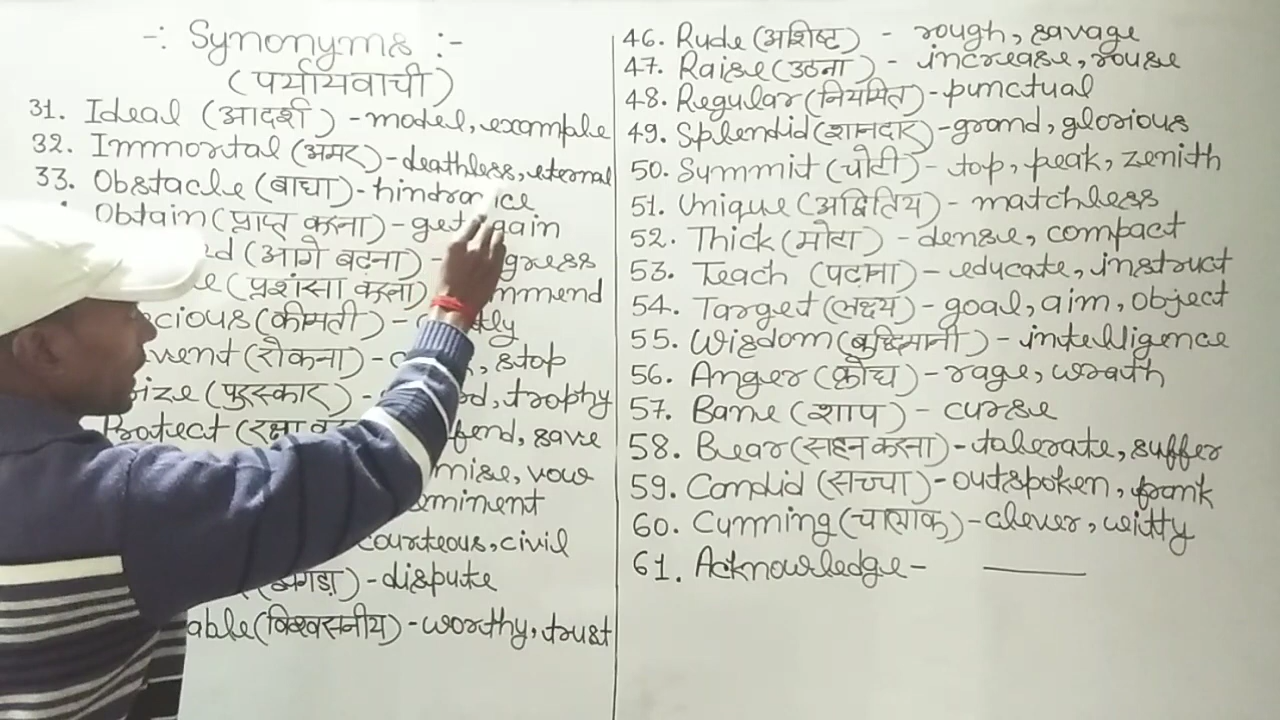 -: Synonyms :-
(पर्यायवाची)
31. Ideal (आदर्श) - model, example
32. Immortal (अमर) - deathless, eternal
33. Obstacle (बाधा) - hindrance
Obtain (प्राप्त करना) - get, gain
(आगे बढ़ना) - gress
(प्रशंसा करना) mmend
cious (कीमती) - ly
vent (रोकना) - , stop
ize (पुरस्कार) - d, trophy
Protect (रक्षा fend, save
mise, vow
eminent
courteous, civil
- dispute
able (विश्वसनीय) - worthy, trust
46. Rude (अशिष्ट) - rough, savage
47. Raise (उठना) - increase, rouse
48. Regular (नियमित) - punctual
49. Splendid (शानदार) - grand, glorious
50. Summit (चोटी) - top, peak, zenith
51. Unique (अद्वितिय) - matchless
52. Thick (मोटा) - dense, compact
53. Teach (पढ़ाना) - educate, instruct
54. Target (लक्ष्य) - goal, aim, object
55. Wisdom (बुद्धिमानी) - intelligence
56. Anger (क्रोध) - rage, wrath
57. Bane (शाप) - curse
58. Bear (सहन करना) - tolerate, suffer
59. Candid (सच्चा) - outspoken, frank
60. Cunning (चालाक) - clever, witty
61. Acknowledge - ______